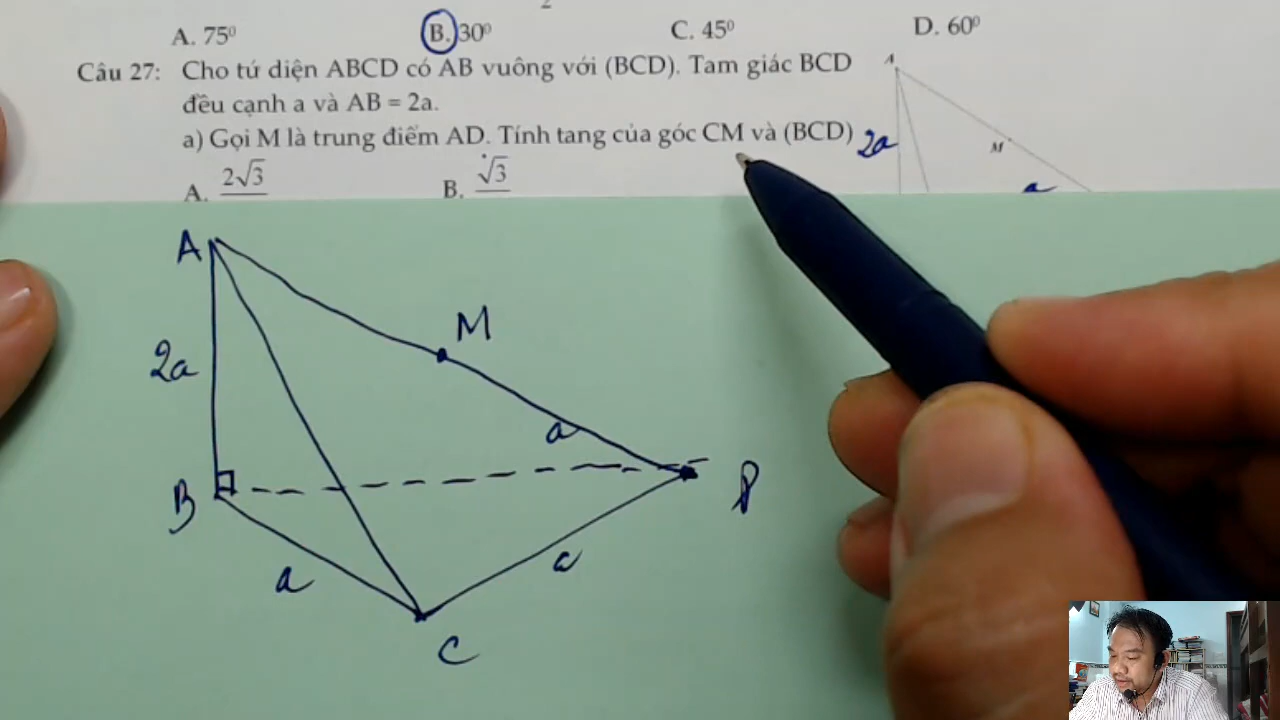 2
A. 75⁰ B. 30⁰ C. 45⁰ D. 60⁰
Câu 27: Cho tứ diện ABCD có AB vuông với (BCD). Tam giác BCD
đều cạnh a và AB = 2a.
a) Gọi M là trung điểm AD. Tính tang của góc CM và (BCD)
A. 2√3 B. √3
A
2a
M
a
A
M
2a
a
B
D
a
a
C